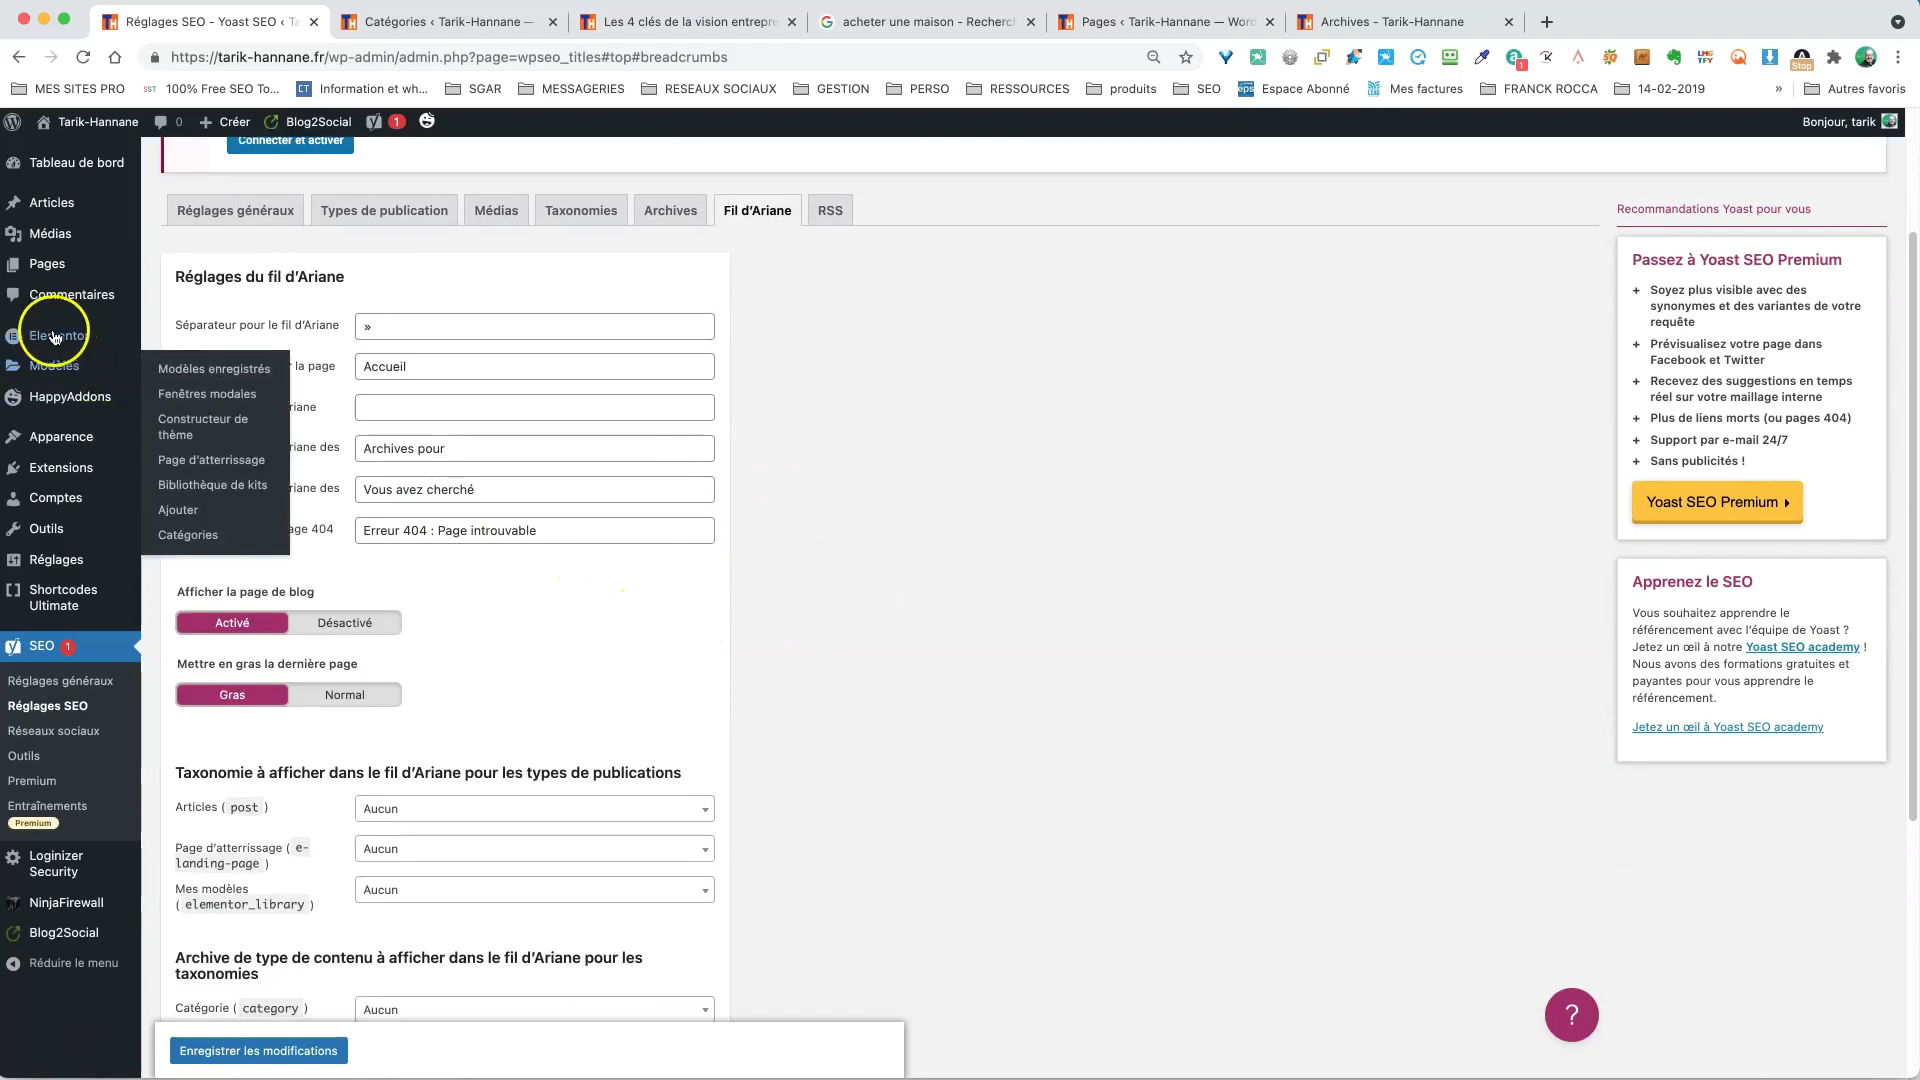 Réglages SEO - Yoast SEO ‹ Ta
Catégories ‹ Tarik-Hannane —
Les 4 clés de la vision entrepre
acheter une maison - Recherch
Pages ‹ Tarik-Hannane — Word
Archives - Tarik-Hannane
https://tarik-hannane.fr/wp-admin/admin.php?page=wpseo_titles#top#breadcrumbs
MES SITES PRO
100% Free SEO To...
Information et wh...
SGAR
MESSAGERIES
RESEAUX SOCIAUX
GESTION
PERSO
RESSOURCES
produits
SEO
Espace Abonné
Mes factures
FRANCK ROCCA
14-02-2019
»
Autres favoris
Tarik-Hannane
0
Créer
Blog2Social
1
Bonjour, tarik
Connecter et activer
Tableau de bord
Articles
Médias
Pages
Commentaires
Elementor
Modèles
HappyAddons
Apparence
Extensions
Comptes
Outils
Réglages
Shortcodes
Ultimate
SEO 1
Réglages généraux
Réglages SEO
Réseaux sociaux
Outils
Premium
Entraînements
Premium
Loginizer
Security
NinjaFirewall
Blog2Social
Réduire le menu
Modèles enregistrés
Fenêtres modales
Constructeur de
thème
Page d'atterrissage
Bibliothèque de kits
Ajouter
Catégories
Réglages généraux
Types de publication
Médias
Taxonomies
Archives
Fil d'Ariane
RSS
Réglages du fil d'Ariane
Séparateur pour le fil d'Ariane
»
la page
Accueil
riane
riane des
Archives pour
riane des
Vous avez cherché
age 404
Erreur 404 : Page introuvable
Afficher la page de blog
Activé
Désactivé
Mettre en gras la dernière page
Gras
Normal
Taxonomie à afficher dans le fil d'Ariane pour les types de publications
Articles ( post )
Aucun
Page d'atterrissage ( e-
landing-page )
Aucun
Mes modèles
( elementor_library )
Aucun
Archive de type de contenu à afficher dans le fil d'Ariane pour les
taxonomies
Catégorie ( category )
Aucun
Enregistrer les modifications
Recommandations Yoast pour vous
Passez à Yoast SEO Premium
+ Soyez plus visible avec des
synonymes et des variantes de votre
requête
+ Prévisualisez votre page dans
Facebook et Twitter
+ Recevez des suggestions en temps
réel sur votre maillage interne
+ Plus de liens morts (ou pages 404)
+ Support par e-mail 24/7
+ Sans publicités !
Yoast SEO Premium
Apprenez le SEO
Vous souhaitez apprendre le
référencement avec l'équipe de Yoast ?
Jetez un œil à notre Yoast SEO academy !
Nous avons des formations gratuites et
payantes pour vous apprendre le
référencement.
Jetez un œil à Yoast SEO academy
?